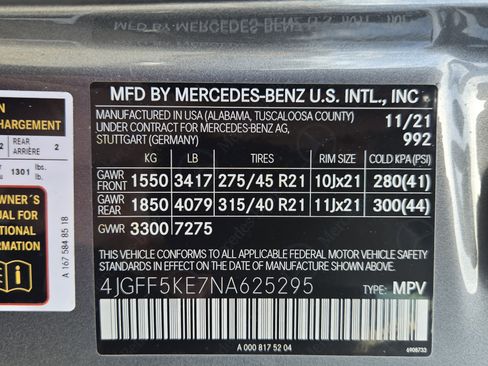 N
HARGEMENT
2 REAR ARRIÈRE 2
1301 lbs. lb.
OWNER´S
NUAL FOR
DITIONAL
RMATION
A 167 584 85 18
MFD BY MERCEDES-BENZ U.S. INTL., INC
MANUFACTURED IN USA (ALABAMA, TUSCALOOSA COUNTY) 11/21
UNDER CONTRACT FOR MERCEDES-BENZ AG, 992
STUTTGART (GERMANY)
KG LB TIRES RIM SIZE COLD KPA(PSI)
GAWR FRONT 1550 3417 275/45 R21 10Jx21 280(41)
GAWR REAR 1850 4079 315/40 R21 11Jx21 300(44)
GVWR 3300 7275
THIS VEHICLE CONFORMS TO ALL APPLICABLE FEDERAL MOTOR VEHICLE
SAFETY STANDARDS IN EFFECT ON THE DATE OF MANUFACTURE SHOWN ABOVE.
4JGFF5KE7NA625295 TYPE: MPV
A 000 817 52 04
6908733